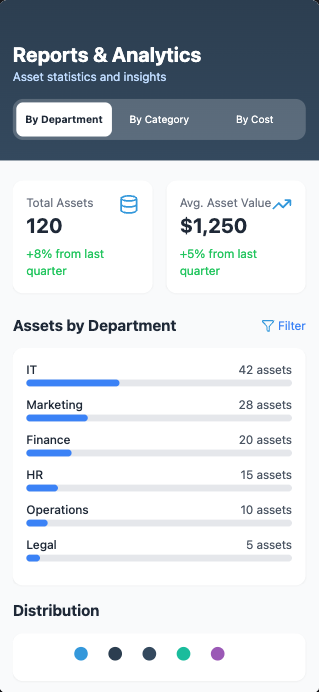 Reports & Analytics
Asset statistics and insights
By Department
By Category
By Cost
Total Assets
120
+8% from last
quarter
Avg. Asset Value
$1,250
+5% from last
quarter
Assets by Department
Filter
IT
42 assets
Marketing
28 assets
Finance
20 assets
HR
15 assets
Operations
10 assets
Legal
5 assets
Distribution